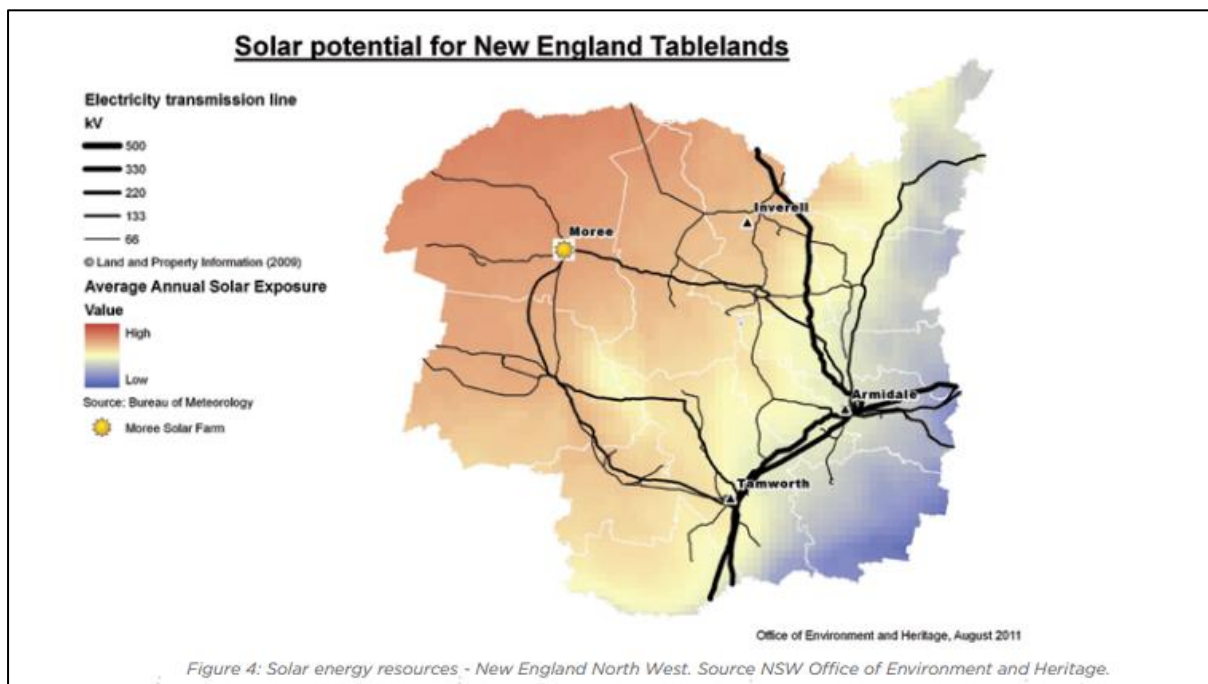 Solar potential for New England Tablelands
Electricity transmission line
kV
500
330
220
133
66
© Land and Property Information (2009)
Average Annual Solar Exposure
Value
High
Low
Source: Bureau of Meteorology
Moree Solar Farm
Moree
Inverell
Armidale
Tamworth
Office of Environment and Heritage, August 2011
Figure 4: Solar energy resources - New England North West. Source NSW Office of Environment and Heritage.